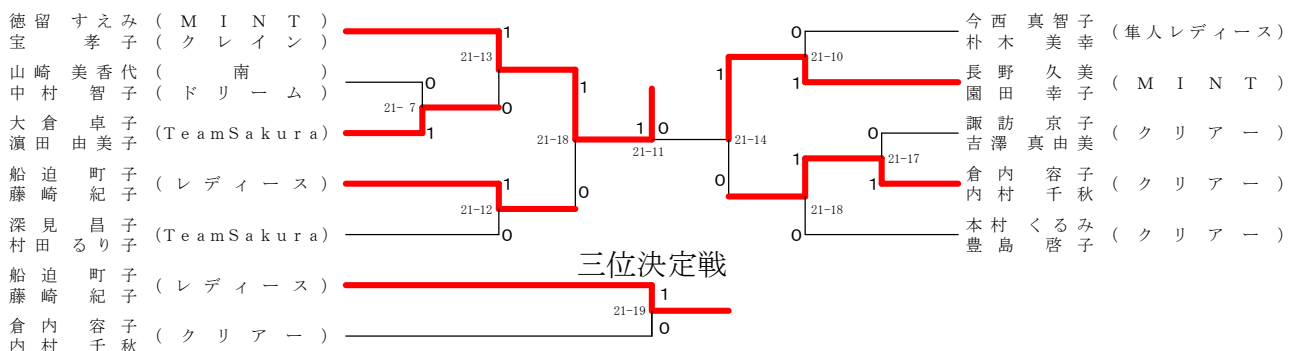 徳留 すえみ ( M I N T )
宝 孝子 ( クレイン )
1
21-13
山崎 美香代 ( 南 )
中村 智子 ( ドリーム )
0
21- 7
0
大倉 卓子
濵田 由美子 (TeamSakura)
1
1
21-18
船迫 町子
藤崎 紀子 ( レディース )
1
0
21-12
深見 昌子
村田 るり子 (TeamSakura)
0
1 0
21-11
今西 真智子
朴木 美幸 (隼人レディース)
0
21-10
1
長野 久美
園田 幸子 ( M I N T )
1
21-14
諏訪 京子
吉澤 真由美 ( クリアー )
0
21-17
1
倉内 容子
内村 千秋 ( クリアー )
1
0
21-18
本村 くるみ
豊島 啓子 ( クリアー )
0
三位決定戦
船迫 町子
藤崎 紀子 ( レディース )
1
21-19
倉内 容子
内村 千秋 ( クリアー )
0